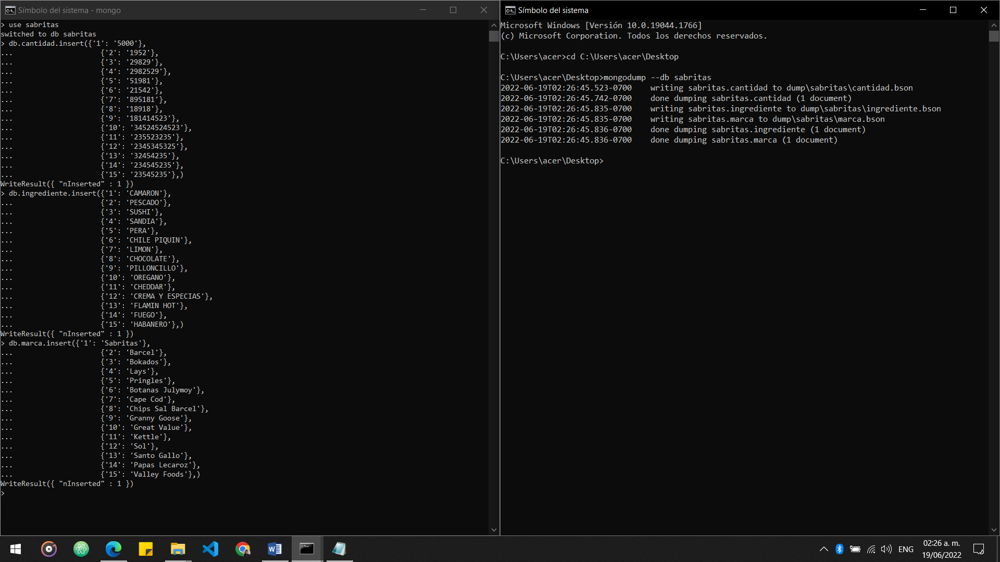 Símbolo del sistema - mongo
> use sabritas
switched to db sabritas
> db.cantidad.insert({'1': '5000'},
... {'2': '1952'},
... {'3': '29829'},
... {'4': '2982529'},
... {'5': '51981'},
... {'6': '21542'},
... {'7': '895181'},
... {'8': '18918'},
... {'9': '181414523'},
... {'10': '34524524523'},
... {'11': '235523235'},
... {'12': '2345345325'},
... {'13': '32454235'},
... {'14': '234545235'},
... {'15': '23545235'},)
WriteResult({ "nInserted" : 1 })
> db.ingrediente.insert({'1': 'CAMARON'},
... {'2': 'PESCADO'},
... {'3': 'SUSHI'},
... {'4': 'SANDIA'},
... {'5': 'PERA'},
... {'6': 'CHILE PIQUIN'},
... {'7': 'LIMON'},
... {'8': 'CHOCOLATE'},
... {'9': 'PILLONCILLO'},
... {'10': 'OREGANO'},
... {'11': 'CHEDDAR'},
... {'12': 'CREMA Y ESPECIAS'},
... {'13': 'FLAMIN HOT'},
... {'14': 'FUEGO'},
... {'15': 'HABANERO'},)
WriteResult({ "nInserted" : 1 })
> db.marca.insert({'1': 'Sabritas'},
... {'2': 'Barcel'},
... {'3': 'Bokados'},
... {'4': 'Lays'},
... {'5': 'Pringles'},
... {'6': 'Botanas Julymoy'},
... {'7': 'Cape Cod'},
... {'8': 'Chips Sal Barcel'},
... {'9': 'Granny Goose'},
... {'10': 'Great Value'},
... {'11': 'Kettle'},
... {'12': 'Sol'},
... {'13': 'Santo Gallo'},
... {'14': 'Papas Lecaroz'},
... {'15': 'Valley Foods'},)
WriteResult({ "nInserted" : 1 })
>
Símbolo del sistema
Microsoft Windows [Versión 10.0.19044.1766]
(c) Microsoft Corporation. Todos los derechos reservados.
C:\Users\acer>cd C:\Users\acer\Desktop
C:\Users\acer\Desktop>mongodump --db sabritas
2022-06-19T02:26:45.523-0700 writing sabritas.cantidad to dump\sabritas\cantidad.bson
2022-06-19T02:26:45.742-0700 done dumping sabritas.cantidad (1 document)
2022-06-19T02:26:45.835-0700 writing sabritas.ingrediente to dump\sabritas\ingrediente.bson
2022-06-19T02:26:45.835-0700 writing sabritas.marca to dump\sabritas\marca.bson
2022-06-19T02:26:45.836-0700 done dumping sabritas.ingrediente (1 document)
2022-06-19T02:26:45.836-0700 done dumping sabritas.marca (1 document)
C:\Users\acer\Desktop>
ENG
02:26 a. m.
19/06/2022